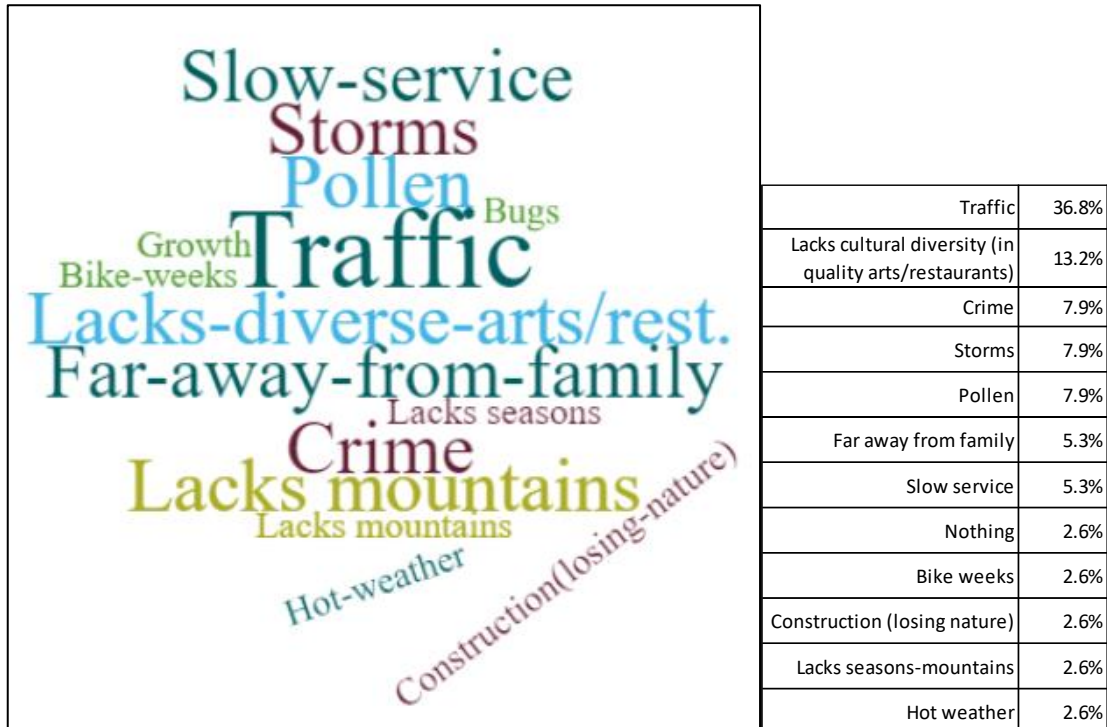 Slow-service
Storms
Pollen
Bugs
Traffic
Growth
Bike-weeks
Lacks-diverse-arts/rest.
Far-away-from-family
Lacks seasons
Crime
Lacks mountains
Lacks mountains
Hot-weather
Construction(losing-nature)
Traffic 36.8%
Lacks cultural diversity (in
quality arts/restaurants) 13.2%
Crime 7.9%
Storms 7.9%
Pollen 7.9%
Far away from family 5.3%
Slow service 5.3%
Nothing 2.6%
Bike weeks 2.6%
Construction (losing nature) 2.6%
Lacks seasons-mountains 2.6%
Hot weather 2.6%